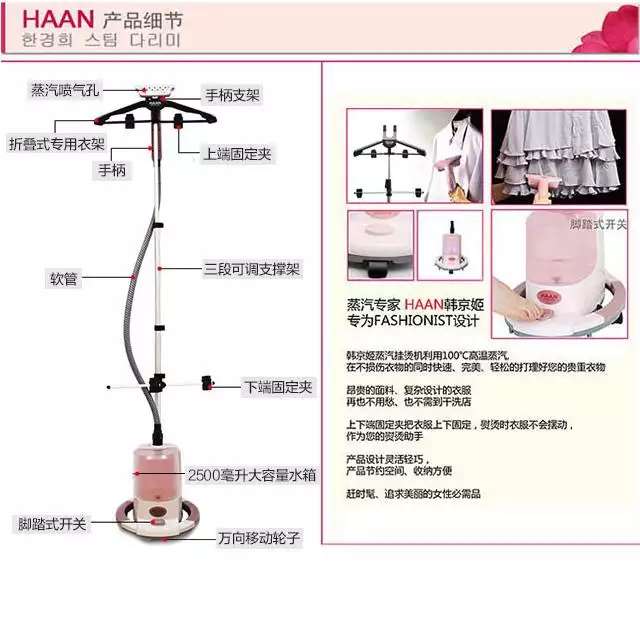 HAAN 产品细节
한경희 스팀 다리미
蒸汽喷气孔
手柄支架
折叠式专用衣架
上端固定夹
手柄
软管
三段可调支撑架
下端固定夹
2500毫升大容量水箱
脚踏式开关
万向移动轮子
脚踏式开关
HAAN
蒸汽专家 HAAN韩京姬
专为FASHIONIST设计
韩京姬蒸汽挂烫机利用100℃高温蒸汽,
在不损伤衣物的同时快速、完美、轻松的打理好您的贵重衣物
昂贵的面料、复杂设计的衣服
再也不用愁、也不需到干洗店
上下端固定夹把衣服上下固定，熨烫时衣服不会摆动，
作为您的熨烫助手
产品设计灵活轻巧，
产品节约空间、收纳方便
赶时髦、追求美丽的女性必需品